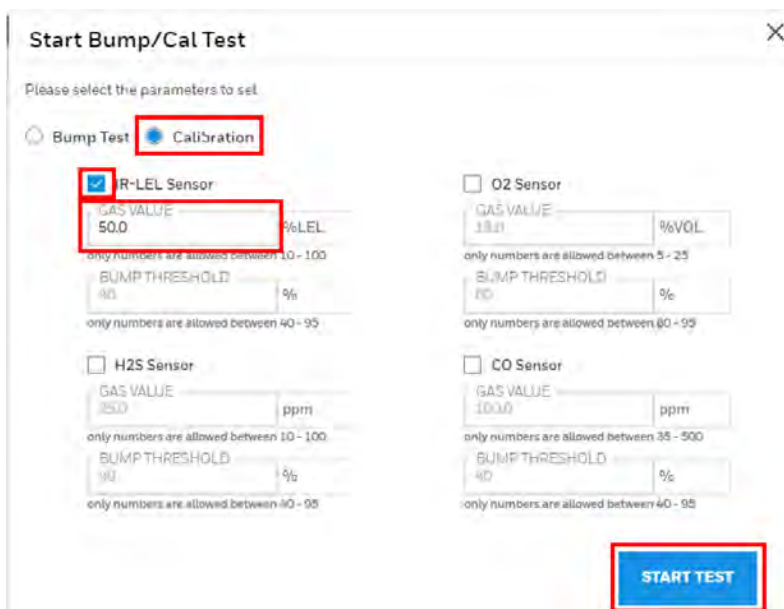 Start Bump/Cal Test
Please select the parameters to set
Bump Test Calibration
IR-LEL Sensor
GAS VALUE
50.0 %LEL
only numbers are allowed between 10 - 100
BUMP THRESHOLD
%
only numbers are allowed between 40 - 95
O2 Sensor
GAS VALUE
%VOL
only numbers are allowed between 5 - 25
BUMP THRESHOLD
%
only numbers are allowed between 80 - 95
H2S Sensor
GAS VALUE
25.0 ppm
only numbers are allowed between 10 - 100
BUMP THRESHOLD
%
only numbers are allowed between 40 - 95
CO Sensor
GAS VALUE
100.0 ppm
only numbers are allowed between 35 - 500
BUMP THRESHOLD
40 %
only numbers are allowed between 40 - 95
START TEST